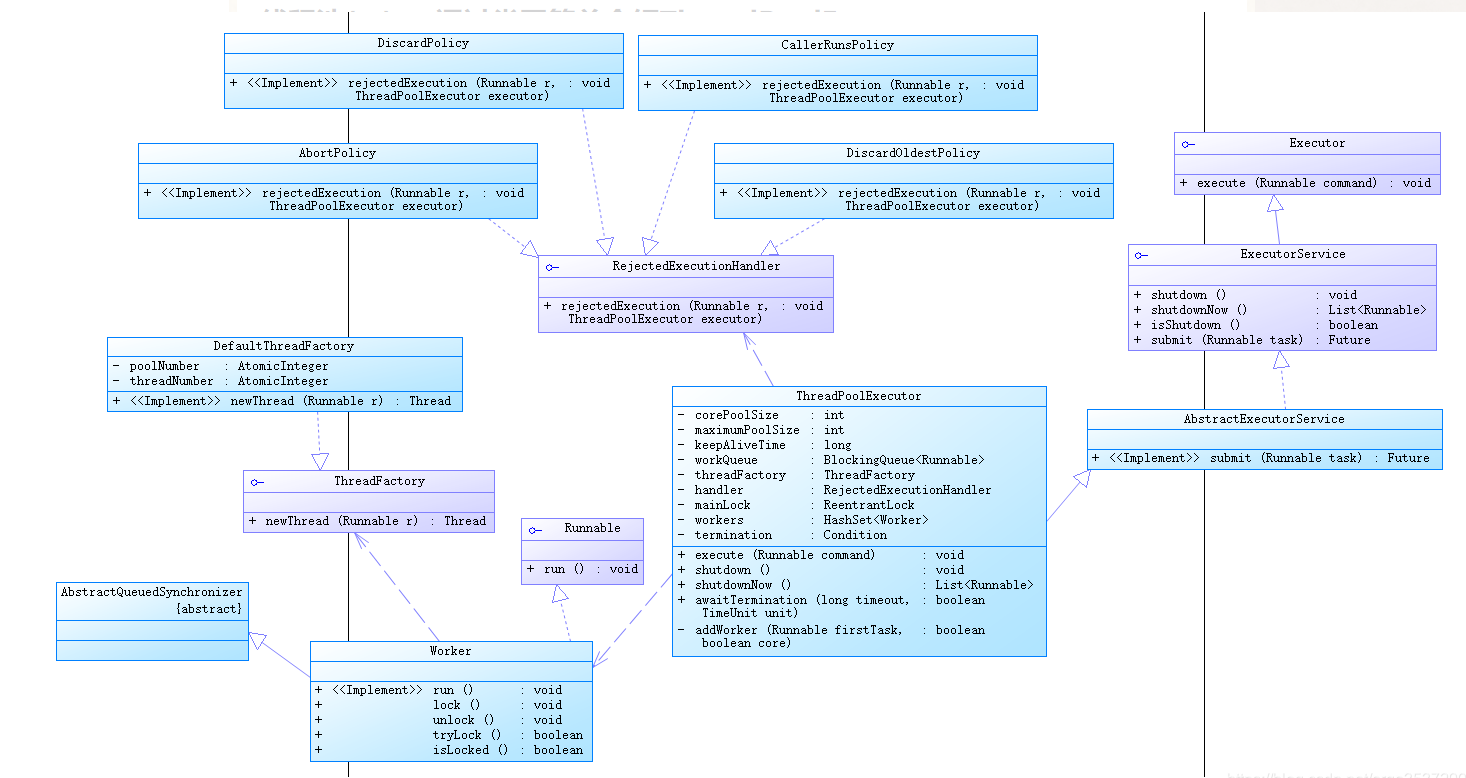 DiscardPolicy
+ <<Implement>> rejectedExecution (Runnable r, : void
ThreadPoolExecutor executor)
CallerRunsPolicy
+ <<Implement>> rejectedExecution (Runnable r, : void
ThreadPoolExecutor executor)
AbortPolicy
+ <<Implement>> rejectedExecution (Runnable r, : void
ThreadPoolExecutor executor)
DiscardOldestPolicy
+ <<Implement>> rejectedExecution (Runnable r, : void
ThreadPoolExecutor executor)
Executor
+ execute (Runnable command) : void
RejectedExecutionHandler
+ rejectedExecution (Runnable r, : void
ThreadPoolExecutor executor)
ExecutorService
+ shutdown () : void
+ shutdownNow () : List<Runnable>
+ isShutdown () : boolean
+ submit (Runnable task) : Future
DefaultThreadFactory
- poolNumber : AtomicInteger
- threadNumber : AtomicInteger
+ <<Implement>> newThread (Runnable r) : Thread
ThreadPoolExecutor
- corePoolSize : int
- maximumPoolSize : int
- keepAliveTime : long
- workQueue : BlockingQueue<Runnable>
- threadFactory : ThreadFactory
- handler : RejectedExecutionHandler
- mainLock : ReentrantLock
- workers : HashSet<Worker>
- termination : Condition
+ execute (Runnable command) : void
+ shutdown () : void
+ shutdownNow () : List<Runnable>
+ awaitTermination (long timeout, : boolean
TimeUnit unit)
- addWorker (Runnable firstTask, : boolean
boolean core)
AbstractExecutorService
+ <<Implement>> submit (Runnable task) : Future
ThreadFactory
+ newThread (Runnable r) : Thread
Runnable
+ run () : void
AbstractQueuedSynchronizer
{abstract}
Worker
+ <<Implement>> run () : void
+ lock () : void
+ unlock () : void
+ tryLock () : boolean
+ isLocked () : boolean